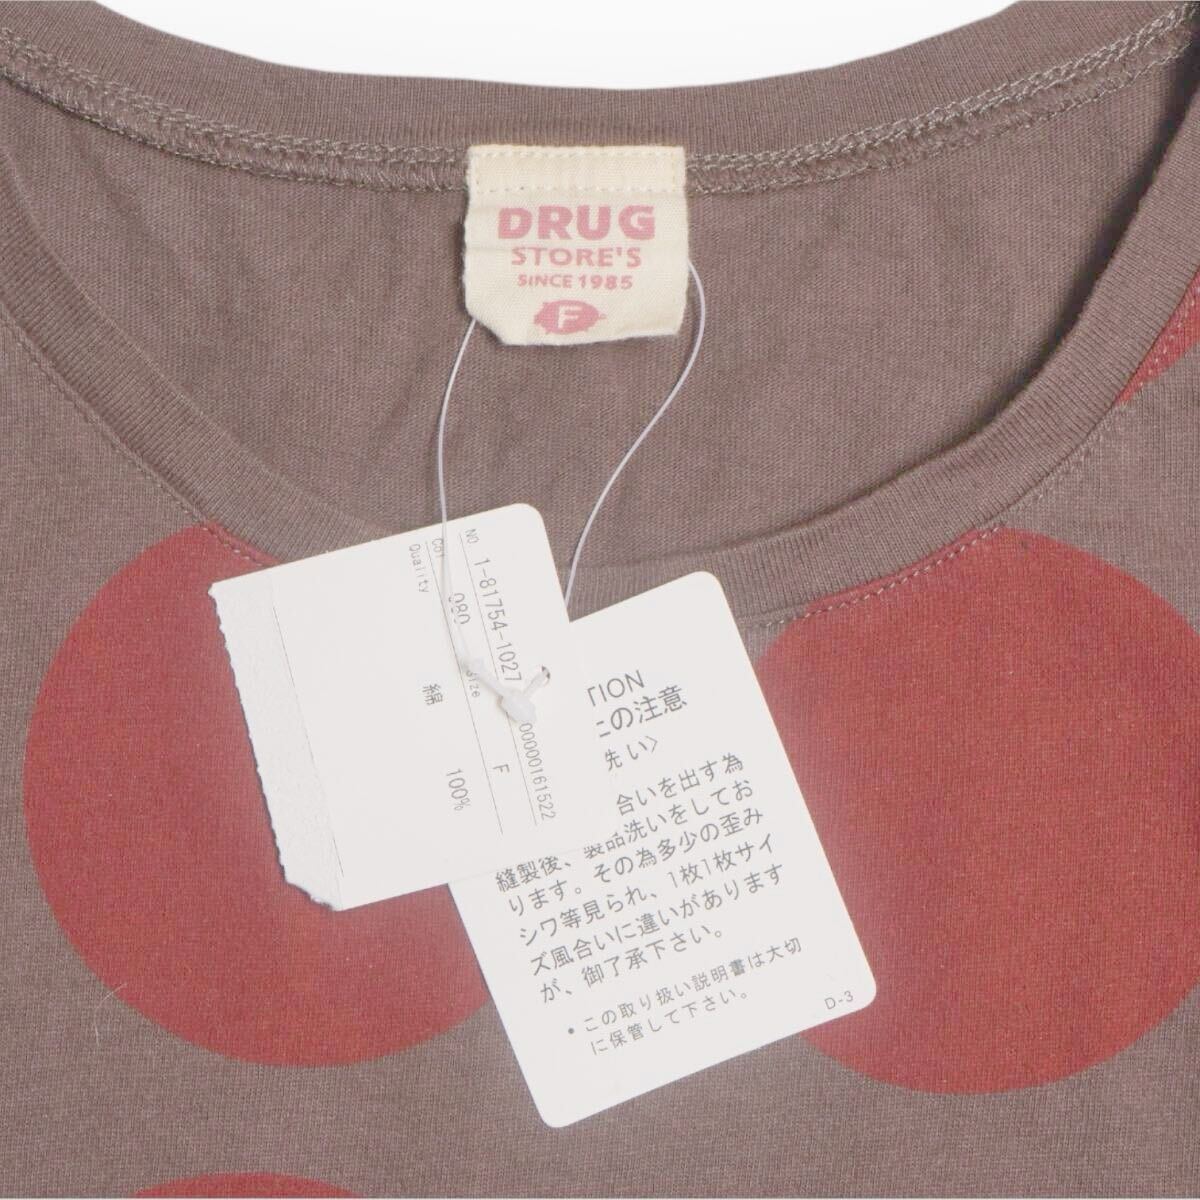 DRUG
STORE'S
SINCE 1985
F
NO 1-81754-1027 0000161522
Col 080 Size F
Quality 綿 100%
TION
の注意
洗い〉
合いを出す為
縫製後、製品洗いをしてお
ります。その為多少の歪み
シワ等見られ、1枚1枚サイ
ズ風合いに違いがあります
が、御了承下さい。
• この取り扱い説明書は大切
に保管して下さい。
D-3